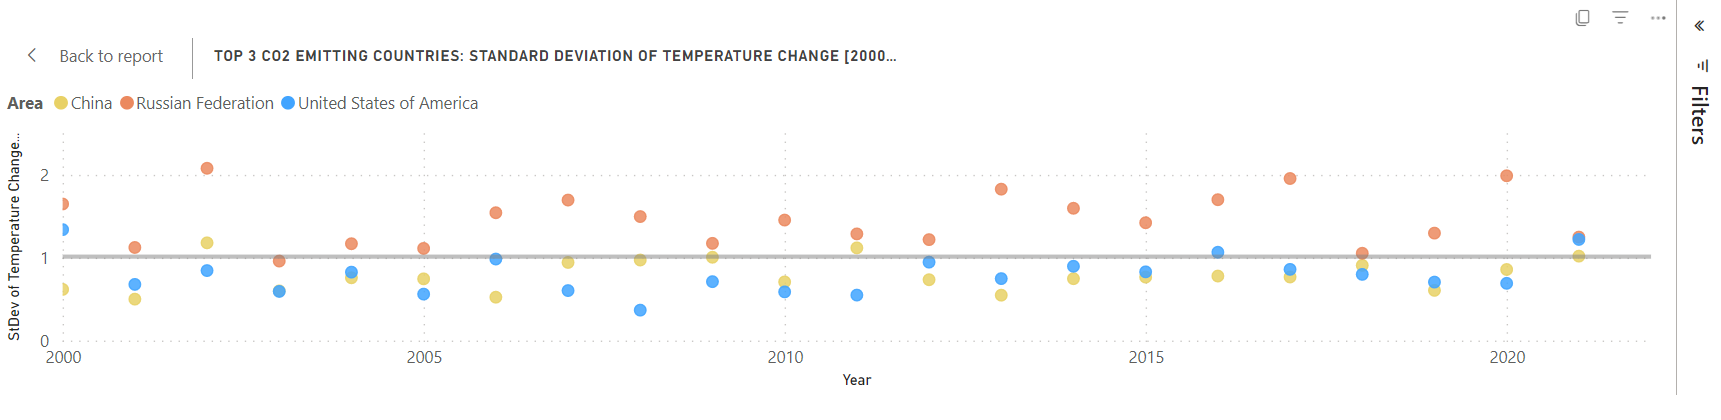 Back to report
TOP 3 CO2 EMITTING COUNTRIES: STANDARD DEVIATION OF TEMPERATURE CHANGE [2000...
Filters
Area China Russian Federation United States of America
StDev of Temperature Change...
2
1
0
2000 2005 2010 2015 2020
Year